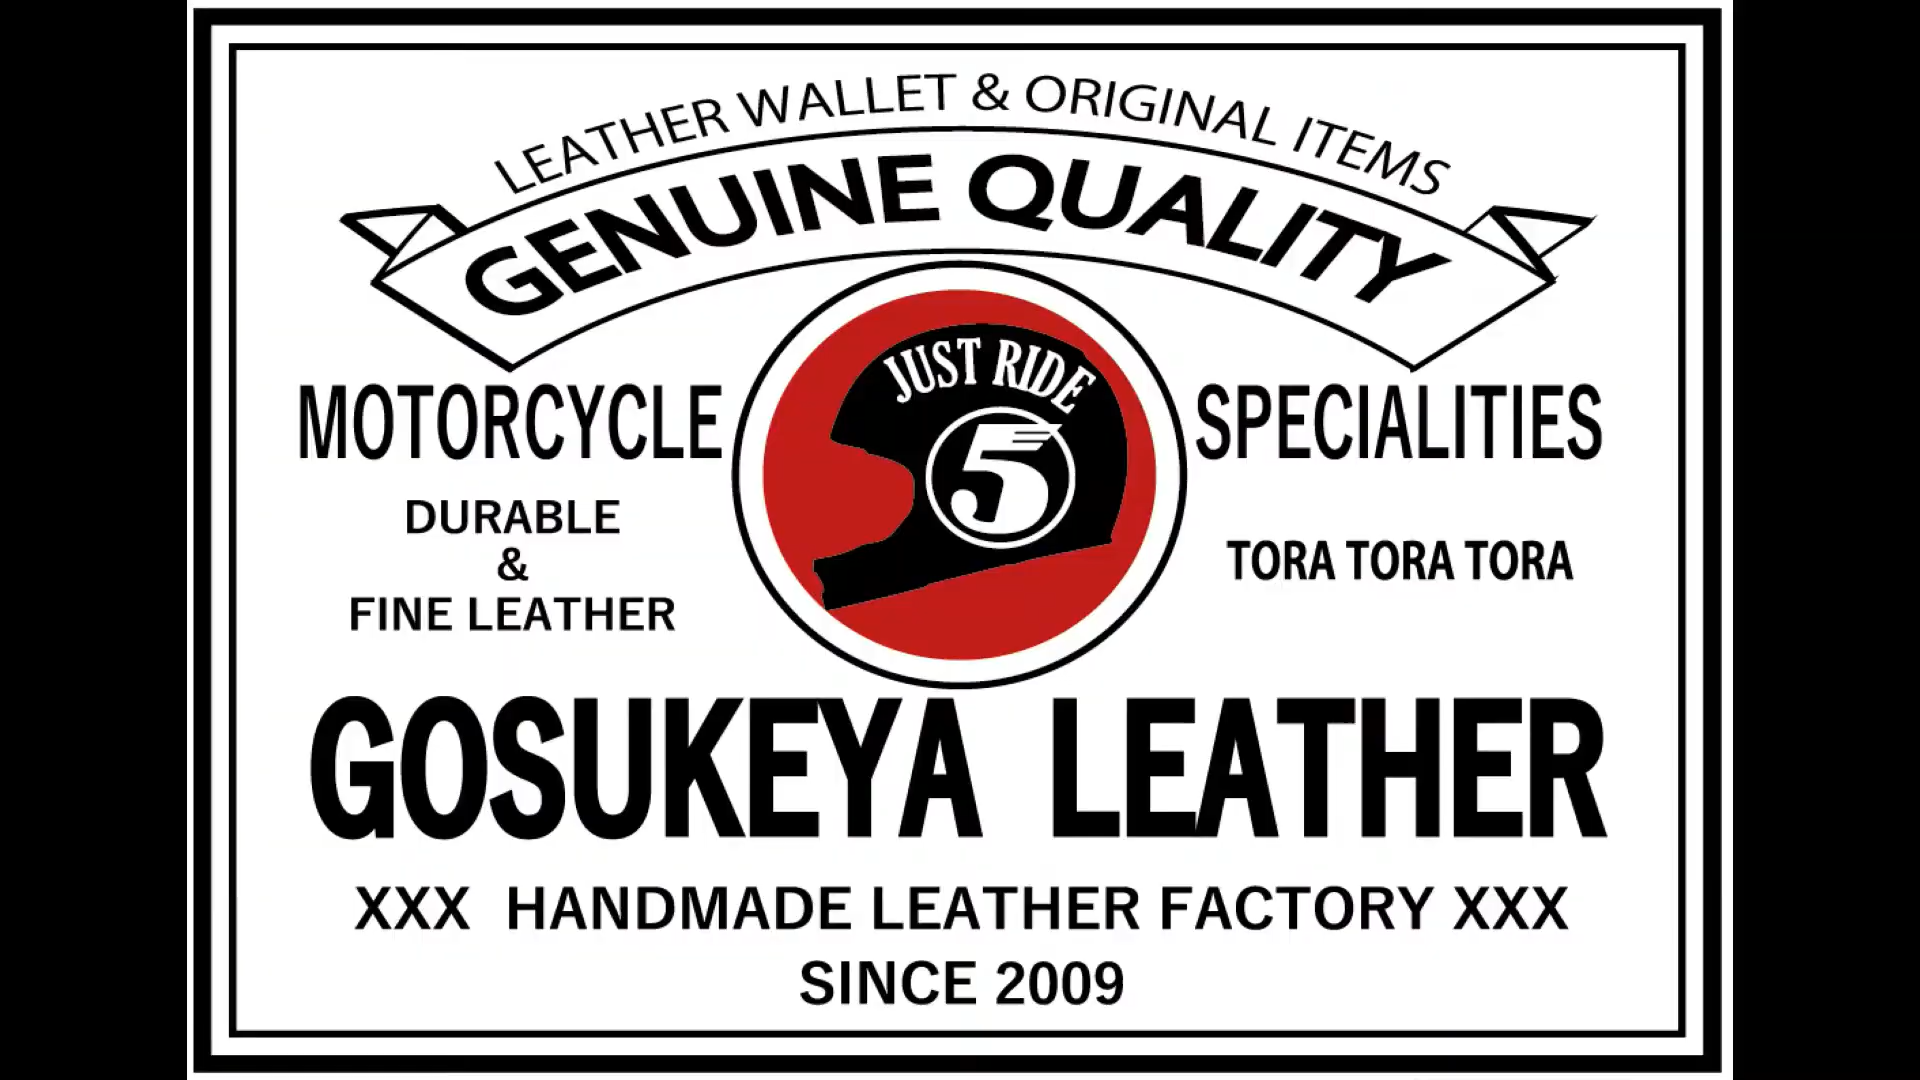 LEATHER WALLET & ORIGINAL ITEMS
GENUINE QUALITY
JUST RIDE
5
MOTORCYCLE
SPECIALITIES
DURABLE
&
FINE LEATHER
TORA TORA TORA
GOSUKEYA LEATHER
XXX HANDMADE LEATHER FACTORY XXX
SINCE 2009